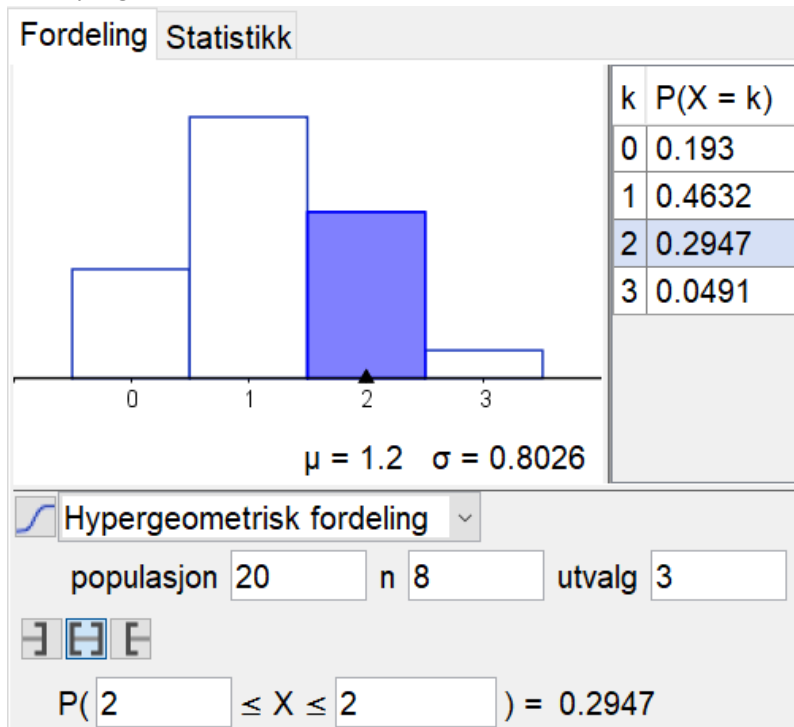 Fordeling Statistikk
k P(X = k)
0 0.193
1 0.4632
2 0.2947
3 0.0491
0 1 2 3
μ = 1.2 σ = 0.8026
Hypergeometrisk fordeling
populasjon 20 n 8 utvalg 3
P( 2 ≤ X ≤ 2 ) = 0.2947